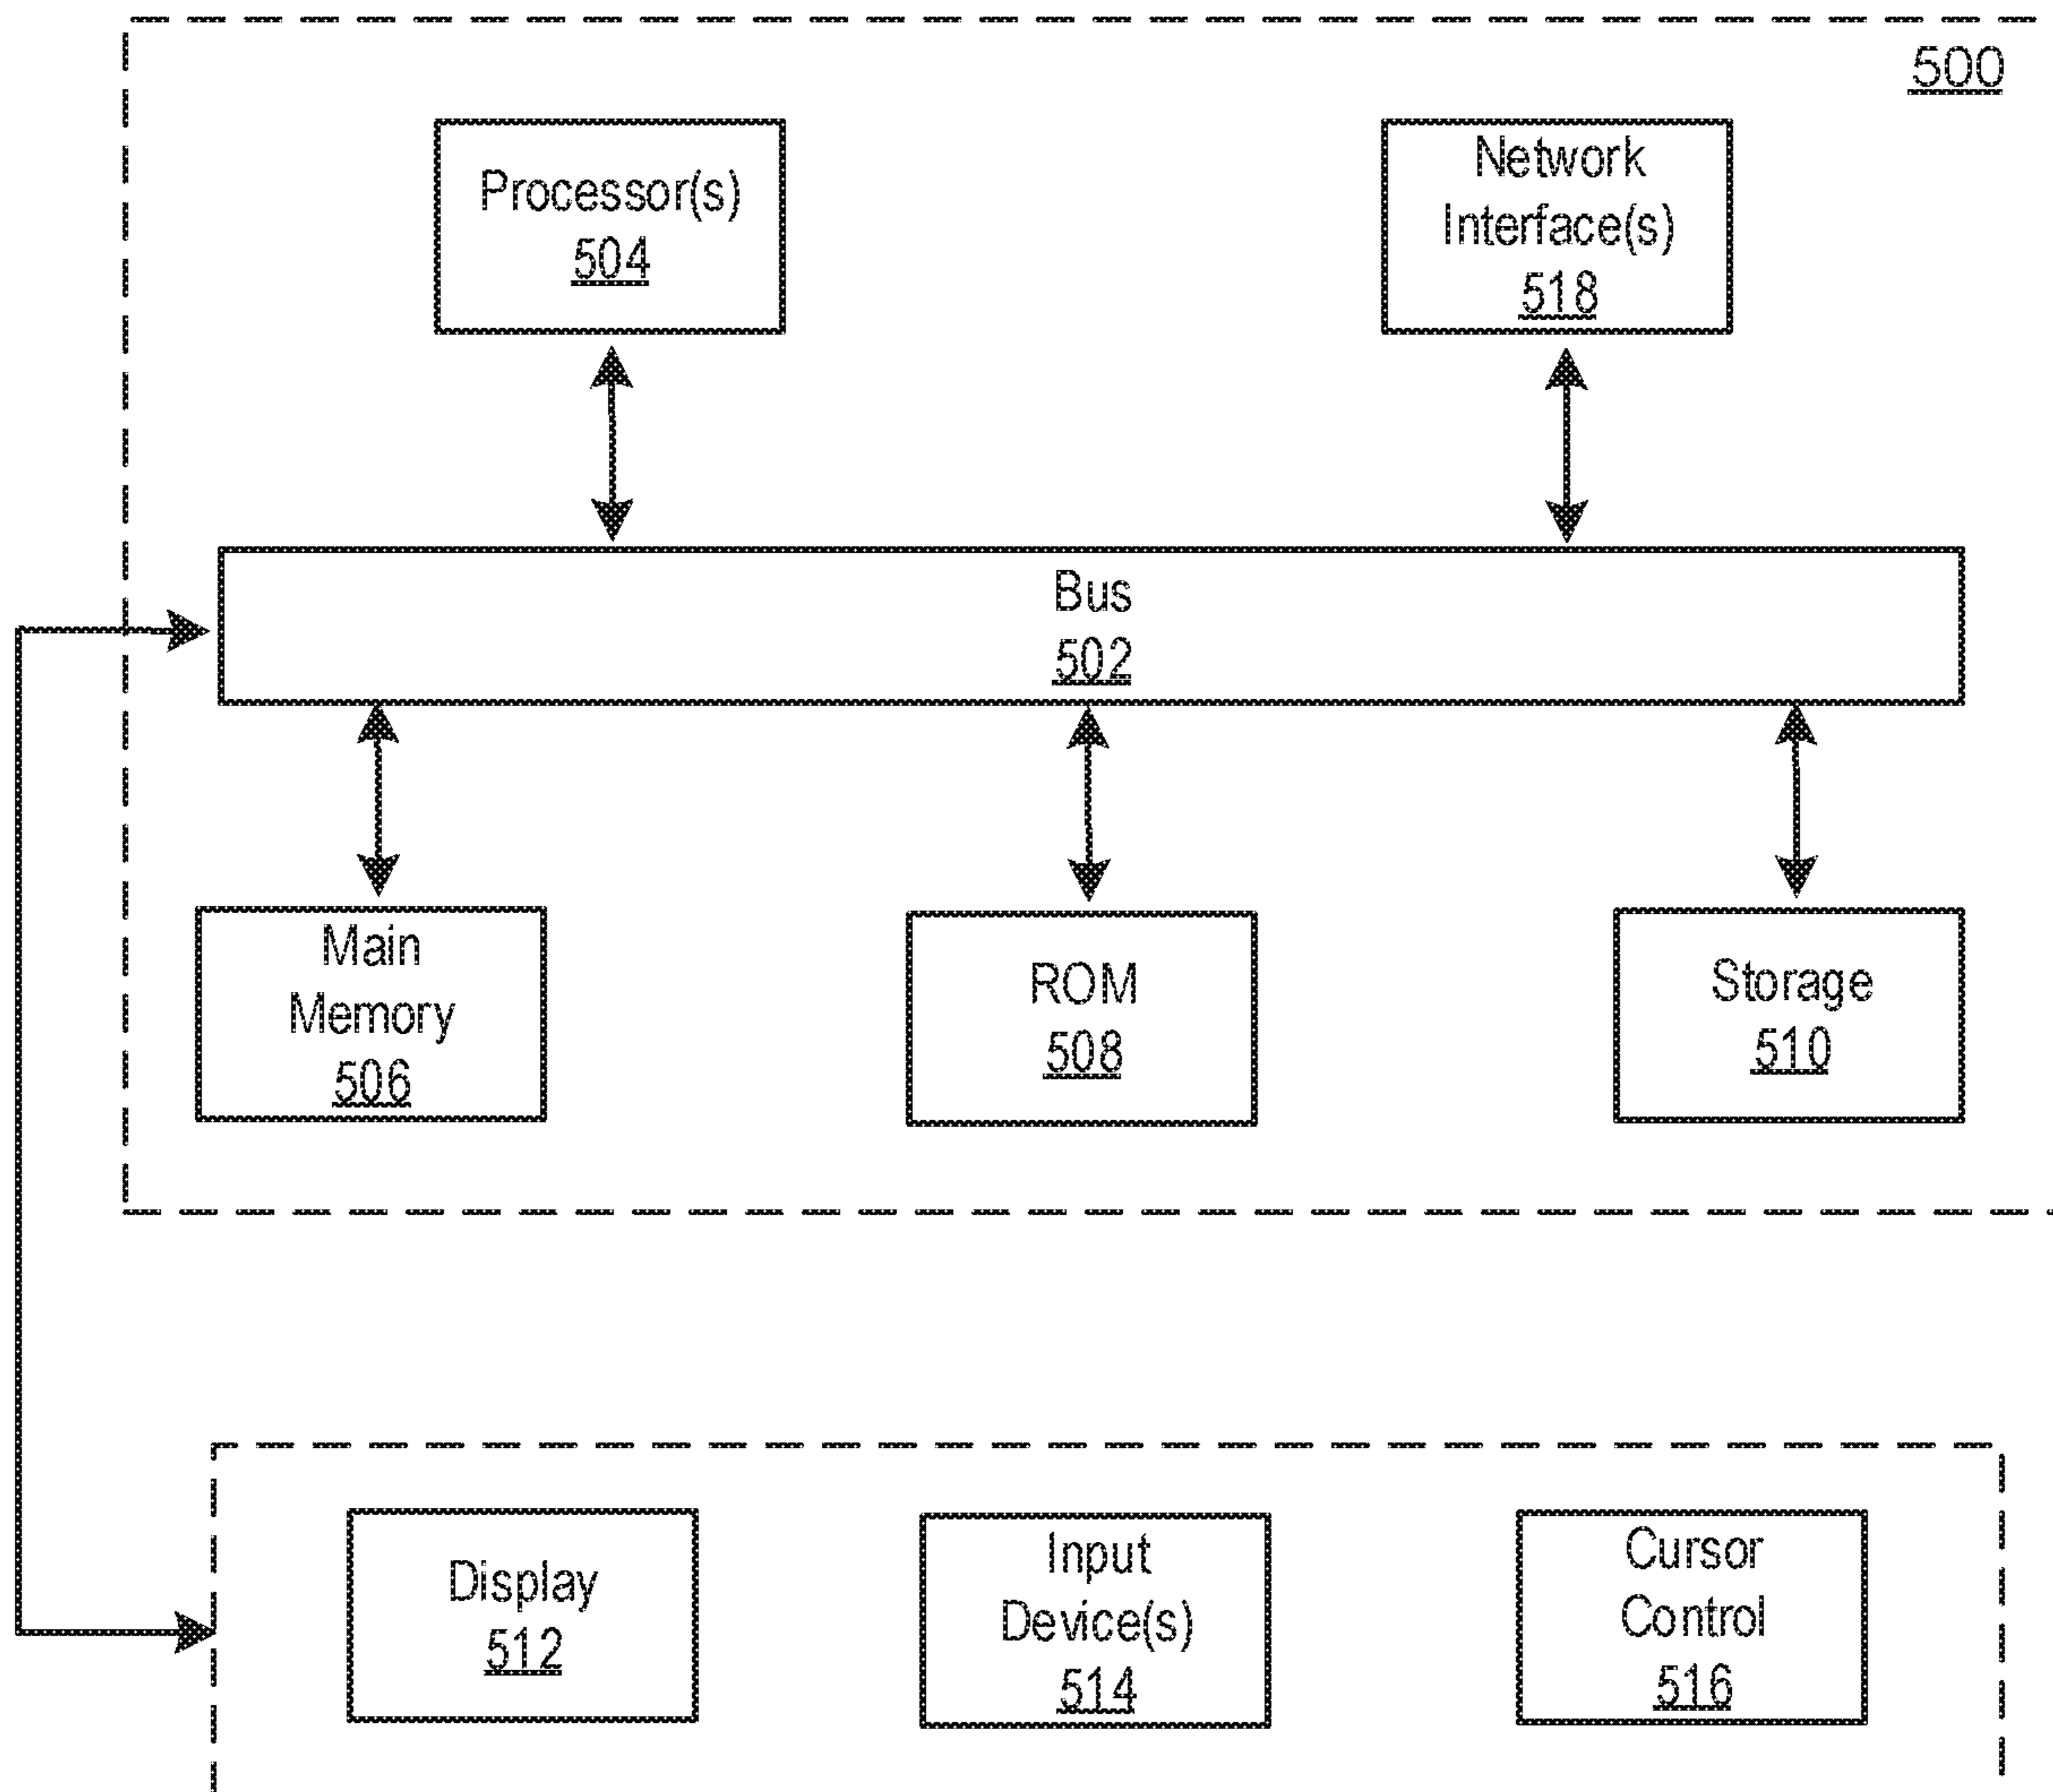 500
Processor(s)
504
Network
Interface(s)
518
Bus
502
Main
Memory
506
ROM
508
Storage
510
Display
512
Input
Device(s)
514
Cursor
Control
516